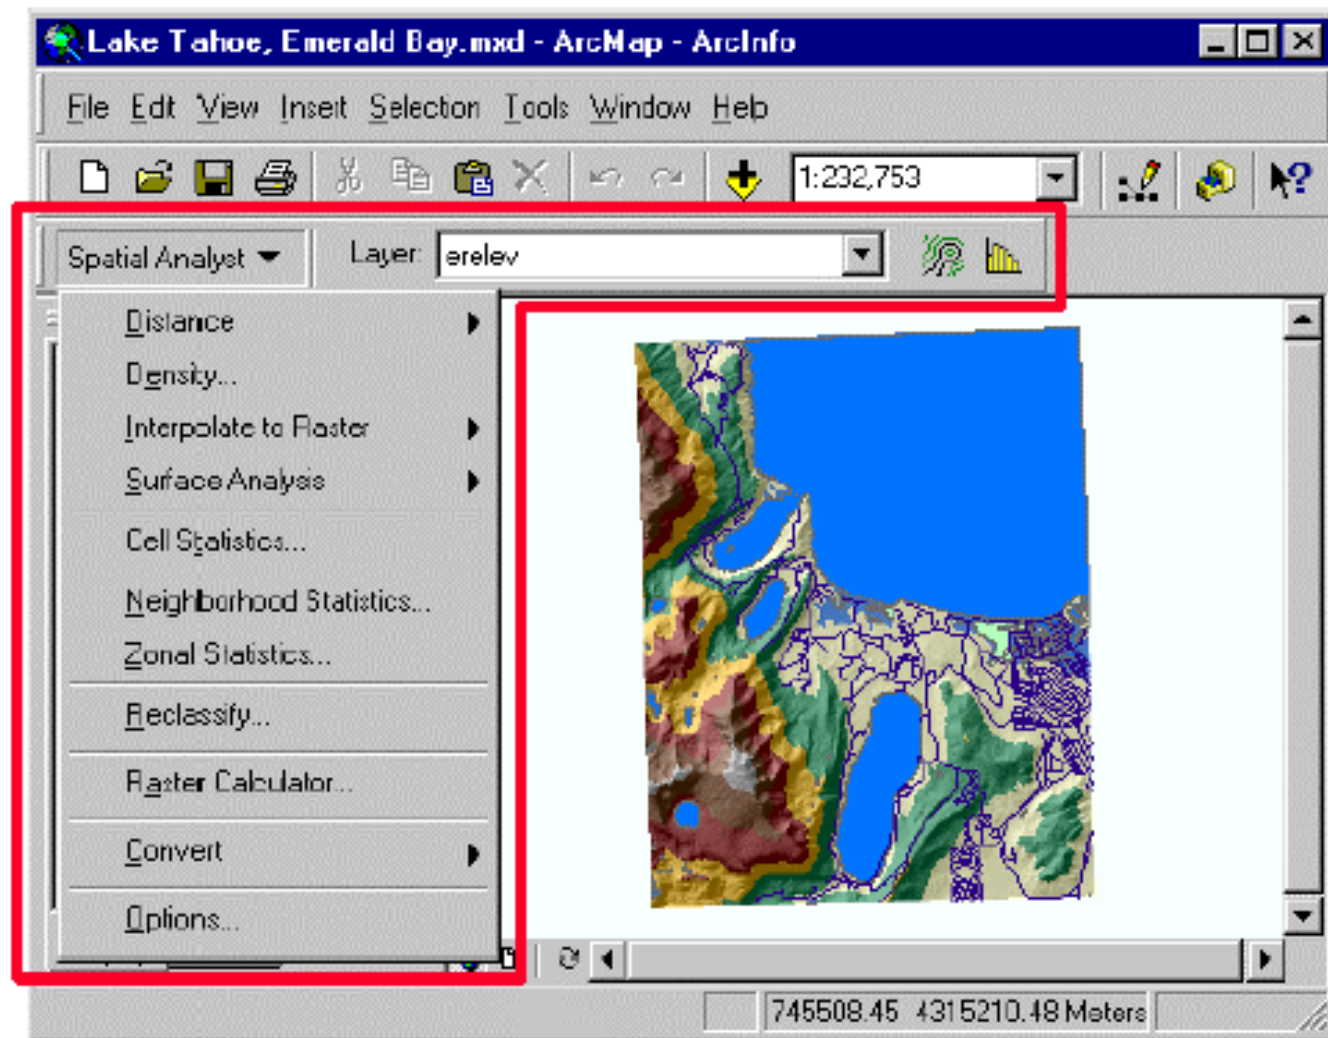 Lake Tahoe, Emerald Bay.mxd - ArcMap - ArcInfo
File Edit View Insert Selection Tools Window Help
1:232,753
Spatial Analyst Layer: erelev
Distance
Density...
Interpolate to Raster
Surface Analysis
Cell Statistics...
Neighborhood Statistics...
Zonal Statistics...
Reclassify...
Raster Calculator...
Convert
Options...
745508.45 4315210.48 Meters